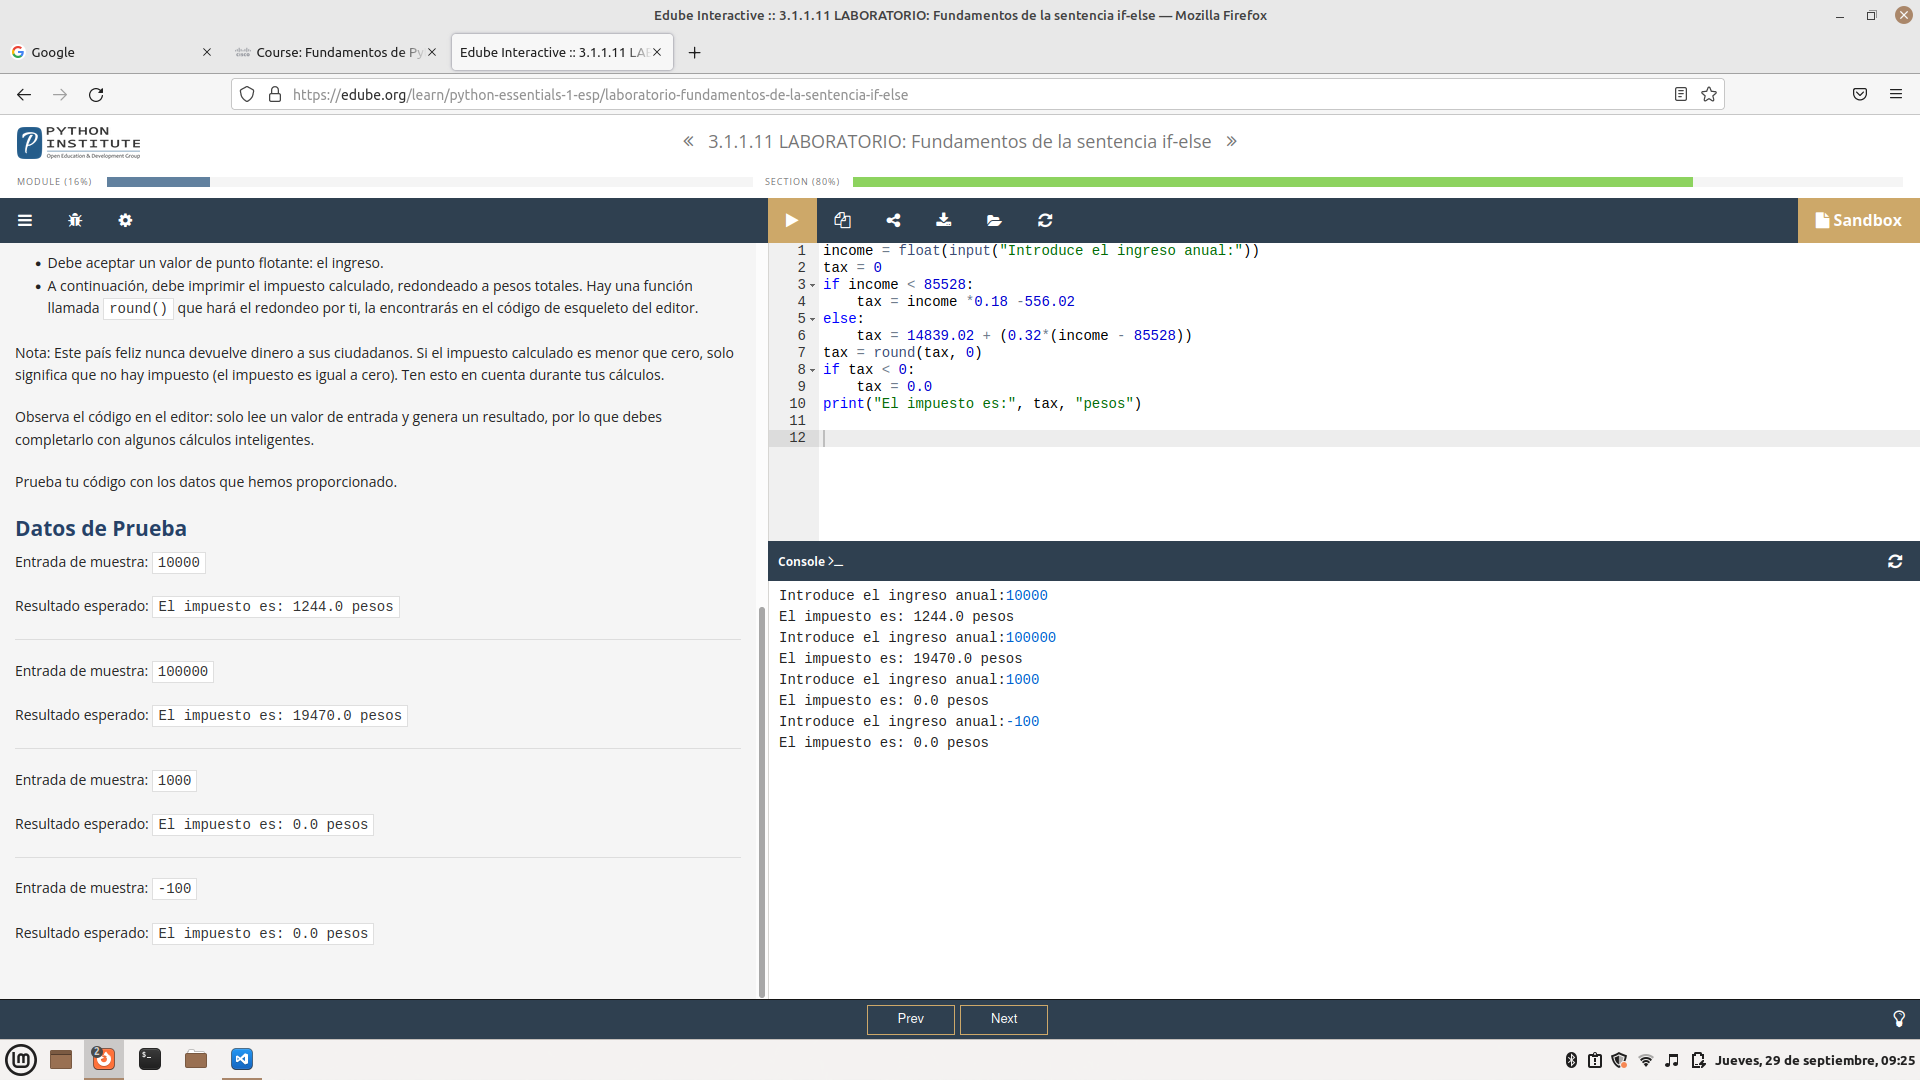 Edube Interactive :: 3.1.1.11 LABORATORIO: Fundamentos de la sentencia if-else — Mozilla Firefox
Google
Course: Fundamentos de Py
Edube Interactive :: 3.1.1.11 LA
https://edube.org/learn/python-essentials-1-esp/laboratorio-fundamentos-de-la-sentencia-if-else
PYTHON
INSTITUTE
Open Education & Development Group
« 3.1.1.11 LABORATORIO: Fundamentos de la sentencia if-else »
MODULE (16%)
SECTION (80%)
Sandbox
• Debe aceptar un valor de punto flotante: el ingreso.
• A continuación, debe imprimir el impuesto calculado, redondeado a pesos totales. Hay una función
llamada round() que hará el redondeo por ti, la encontrarás en el código de esqueleto del editor.
Nota: Este país feliz nunca devuelve dinero a sus ciudadanos. Si el impuesto calculado es menor que cero, solo
significa que no hay impuesto (el impuesto es igual a cero). Ten esto en cuenta durante tus cálculos.
Observa el código en el editor: solo lee un valor de entrada y genera un resultado, por lo que debes
completarlo con algunos cálculos inteligentes.
Prueba tu código con los datos que hemos proporcionado.
Datos de Prueba
Entrada de muestra: 10000
Resultado esperado: El impuesto es: 1244.0 pesos
Entrada de muestra: 100000
Resultado esperado: El impuesto es: 19470.0 pesos
Entrada de muestra: 1000
Resultado esperado: El impuesto es: 0.0 pesos
Entrada de muestra: -100
Resultado esperado: El impuesto es: 0.0 pesos
1 income = float(input("Introduce el ingreso anual:"))
2 tax = 0
3 if income < 85528:
4     tax = income *0.18 -556.02
5 else:
6     tax = 14839.02 + (0.32*(income - 85528))
7 tax = round(tax, 0)
8 if tax < 0:
9     tax = 0.0
10 print("El impuesto es:", tax, "pesos")
11
12
Console >_
Introduce el ingreso anual:10000
El impuesto es: 1244.0 pesos
Introduce el ingreso anual:100000
El impuesto es: 19470.0 pesos
Introduce el ingreso anual:1000
El impuesto es: 0.0 pesos
Introduce el ingreso anual:-100
El impuesto es: 0.0 pesos
Prev
Next
2
Jueves, 29 de septiembre, 09:25